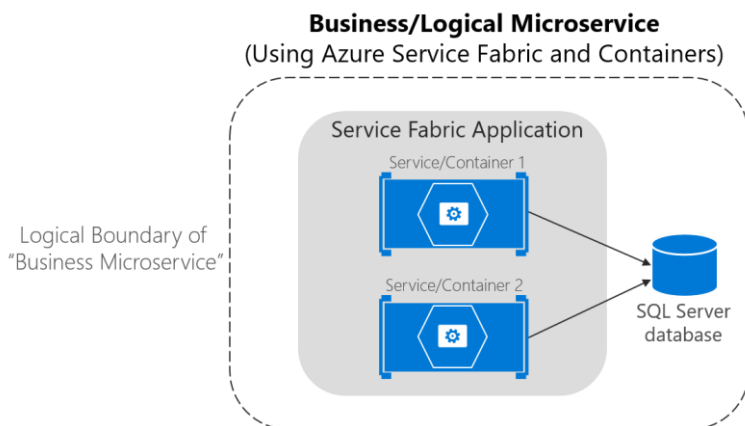 Business/Logical Microservice
(Using Azure Service Fabric and Containers)
Service Fabric Application
Service/Container 1
Logical Boundary of
“Business Microservice”
Service/Container 2
SQL Server
database